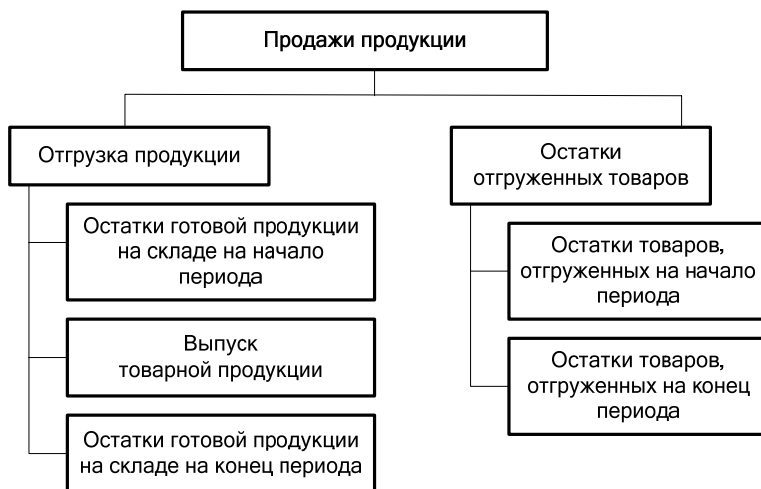 Продажи продукции
Отгрузка продукции
Остатки готовой продукции
на складе на начало
периода
Выпуск
товарной продукции
Остатки готовой продукции
на складе на конец периода
Остатки
отгруженных товаров
Остатки товаров,
отгруженных на начало
периода
Остатки товаров,
отгруженных на конец
периода